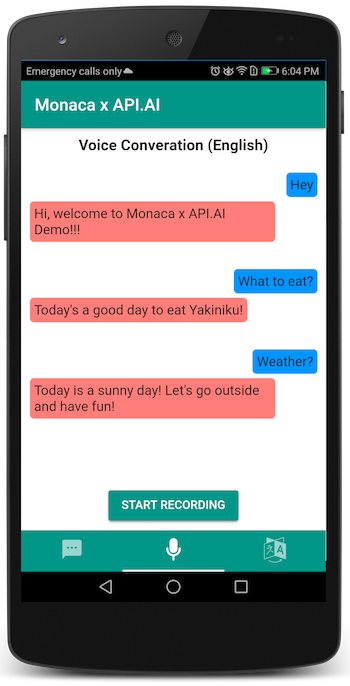 Emergency calls only
6:04 PM
Monaca x API.AI
Voice Converation (English)
Hey
Hi, welcome to Monaca x API.AI
Demo!!!
What to eat?
Today's a good day to eat Yakiniku!
Weather?
Today is a sunny day! Let's go outside
and have fun!
START RECORDING
文 A